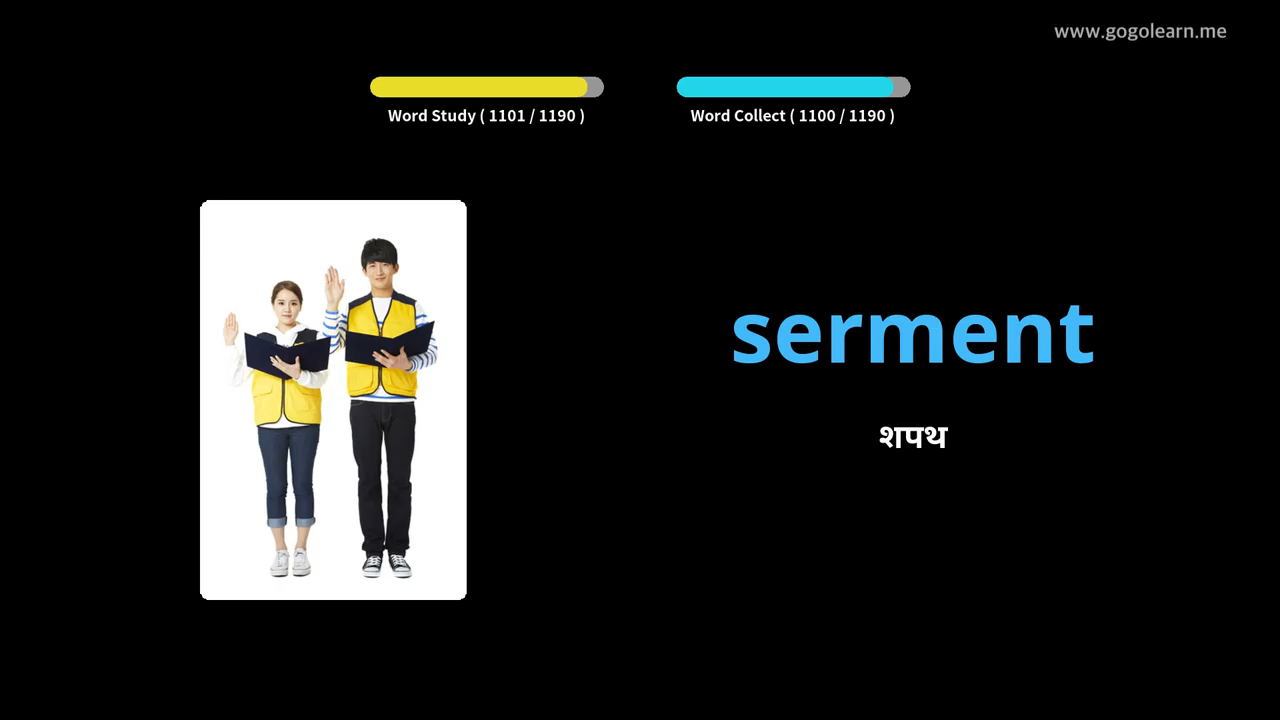 www.gogolearn.me
Word Study ( 1101 / 1190 )
Word Collect ( 1100 / 1190 )
serment
शपथ